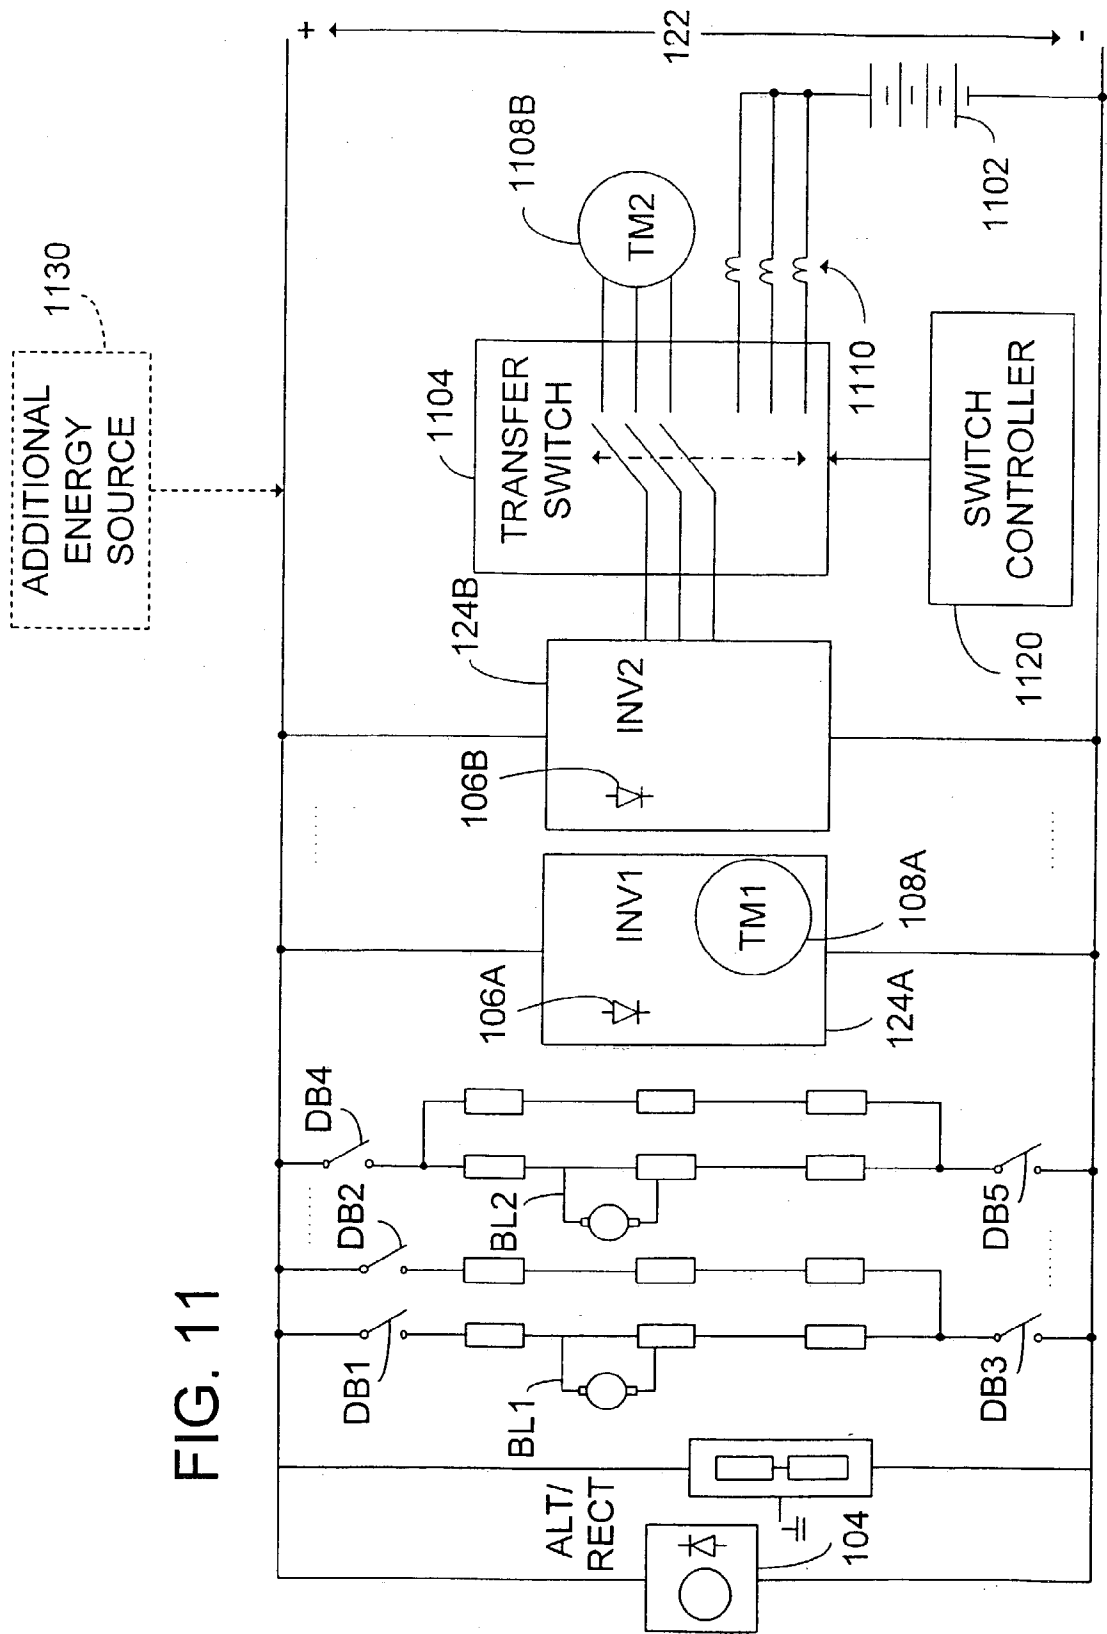 FIG. 11
ADDITIONAL
ENERGY
SOURCE
1130
+
122
-
ALT/
RECT
104
DB1
DB2
DB4
BL1
BL2
DB3
DB5
106A
INV1
TM1
108A
124A
106B
INV2
124B
1104
TRANSFER
SWITCH
TM2
1108B
1110
1102
SWITCH
CONTROLLER
1120